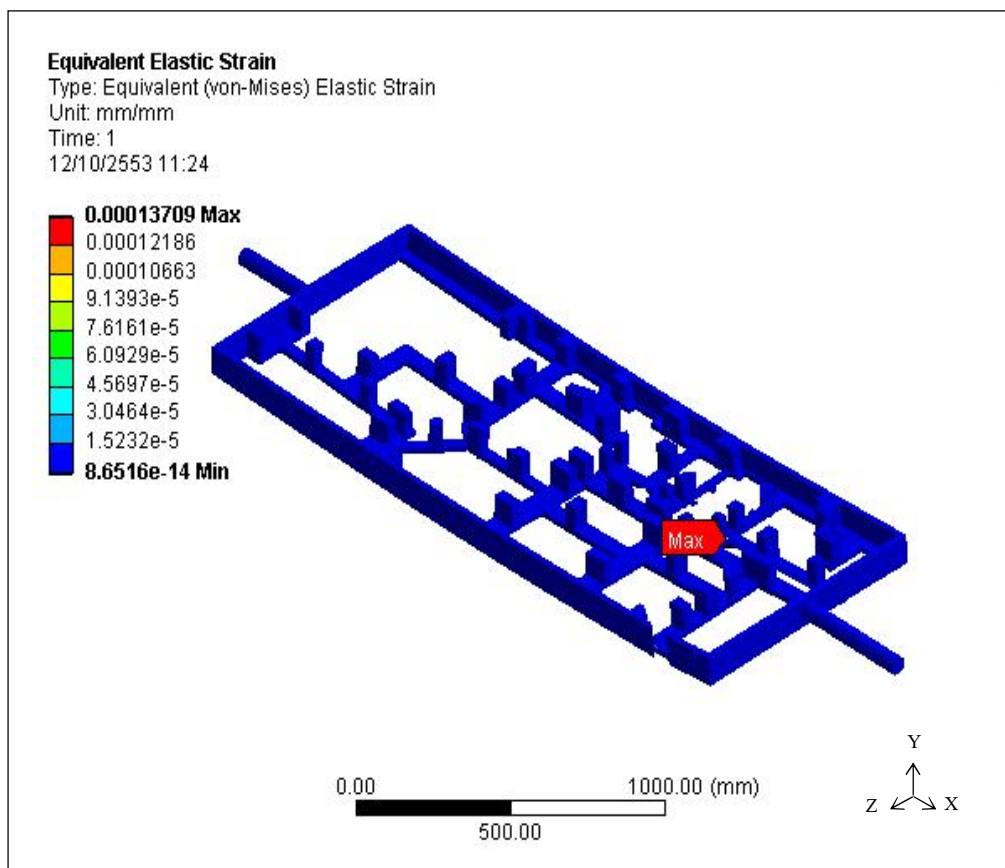 Equivalent Elastic Strain
Type: Equivalent (von-Mises) Elastic Strain
Unit: mm/mm
Time: 1
12/10/2553 11:24
0.00013709 Max
0.00012186
0.00010663
9.1393e-5
7.6161e-5
6.0929e-5
4.5697e-5
3.0464e-5
1.5232e-5
8.6516e-14 Min
Max
0.00 1000.00 (mm)
500.00
Y
Z X